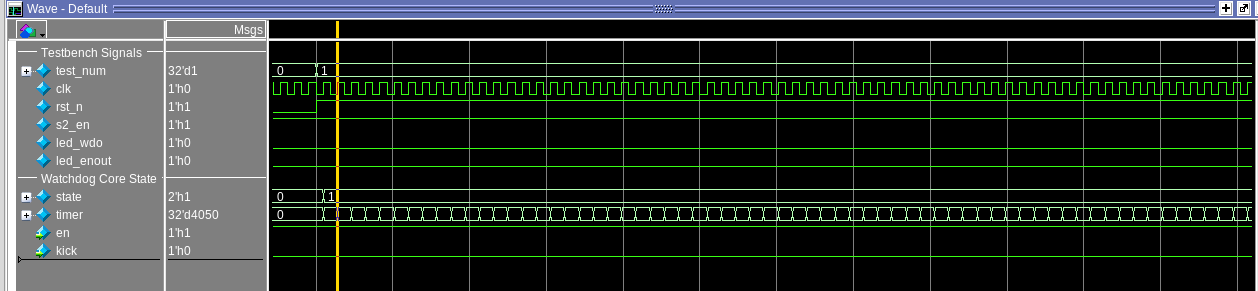 Wave - Default
Msgs
Testbench Signals
test_num 32'd1 0 1
clk 1'h0
rst_n 1'h1
s2_en 1'h1
led_wdo 1'h0
led_enout 1'h0
Watchdog Core State
state 2'h1 0 1
timer 32'd4050 0
en 1'h1
kick 1'h0